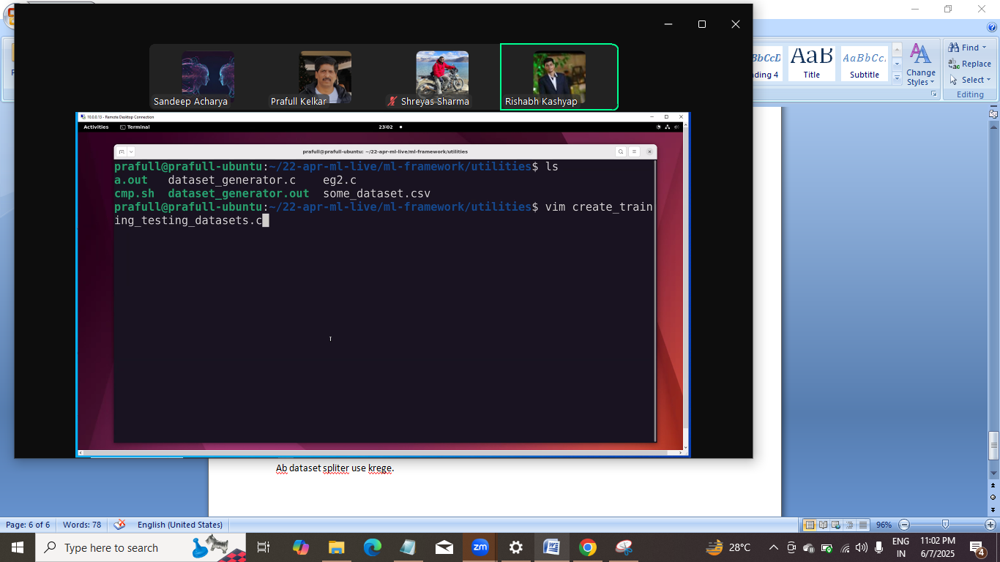 Sandeep Acharya
Prafull Kelkar
Shreyas Sharma
Rishabh Kashyap
10.0.0.13 - Remote Desktop Connection
Activities
Terminal
23:02
prafull@prafull-ubuntu: ~/22-apr-ml-live/ml-framework/utilities
prafull@prafull-ubuntu:~/22-apr-ml-live/ml-framework/utilities$ ls
a.out dataset_generator.c eg2.c
cmp.sh dataset_generator.out some_dataset.csv
prafull@prafull-ubuntu:~/22-apr-ml-live/ml-framework/utilities$ vim create_train
ing_testing_datasets.c
AaB
AaBbCc.
Title
Subtitle
Change
Styles
Find
Replace
Select
Editing
Ab dataset spliter use krege.
Page: 6 of 6
Words: 78
English (United States)
96%
Type here to search
zm
28°C
ENG
IN
11:02 PM
6/7/2025
4